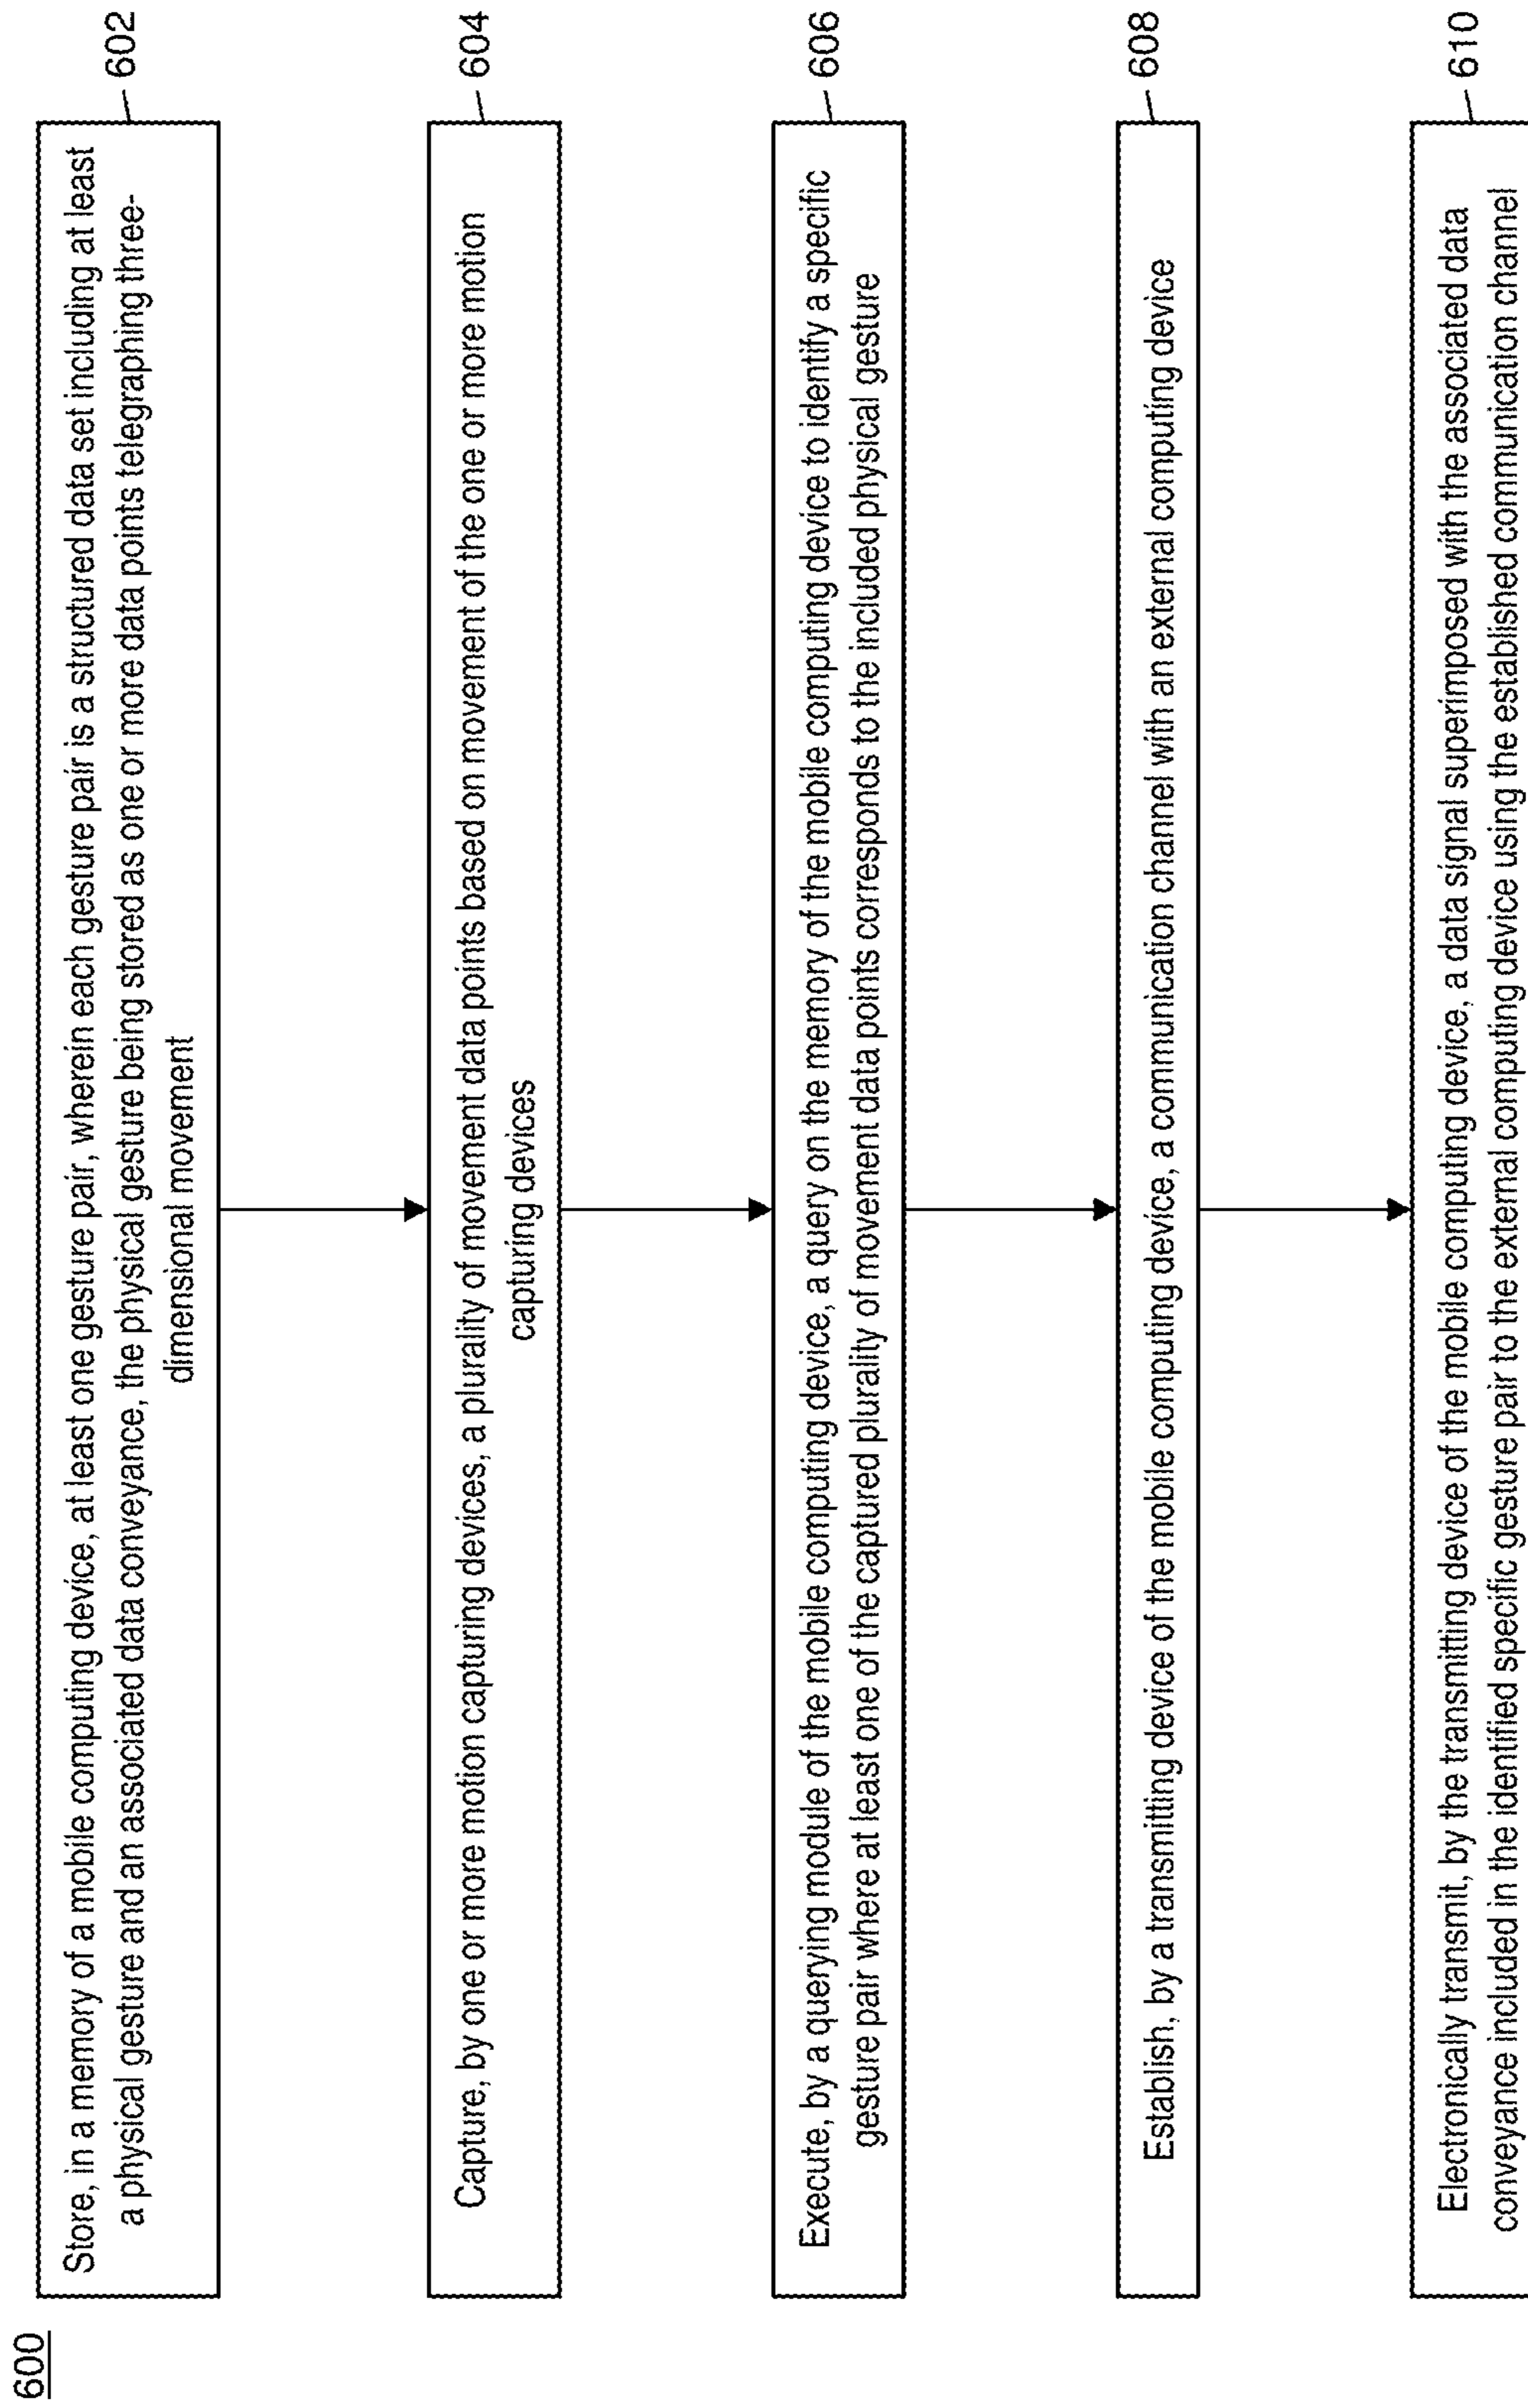 600
Store, in a memory of a mobile computing device, at least one gesture pair, wherein each gesture pair is a structured data set including at least
a physical gesture and an associated data conveyance, the physical gesture being stored as one or more data points telegraphing three-
dimensional movement
602
Capture, by one or more motion capturing devices, a plurality of movement data points based on movement of the one or more motion
capturing devices
604
Execute, by a querying module of the mobile computing device, a query on the memory of the mobile computing device to identify a specific
gesture pair where at least one of the captured plurality of movement data points corresponds to the included physical gesture
606
Establish, by a transmitting device of the mobile computing device, a communication channel with an external computing device
608
Electronically transmit, by the transmitting device of the mobile computing device, a data signal superimposed with the associated data
conveyance included in the identified specific gesture pair to the external computing device using the established communication channel
610